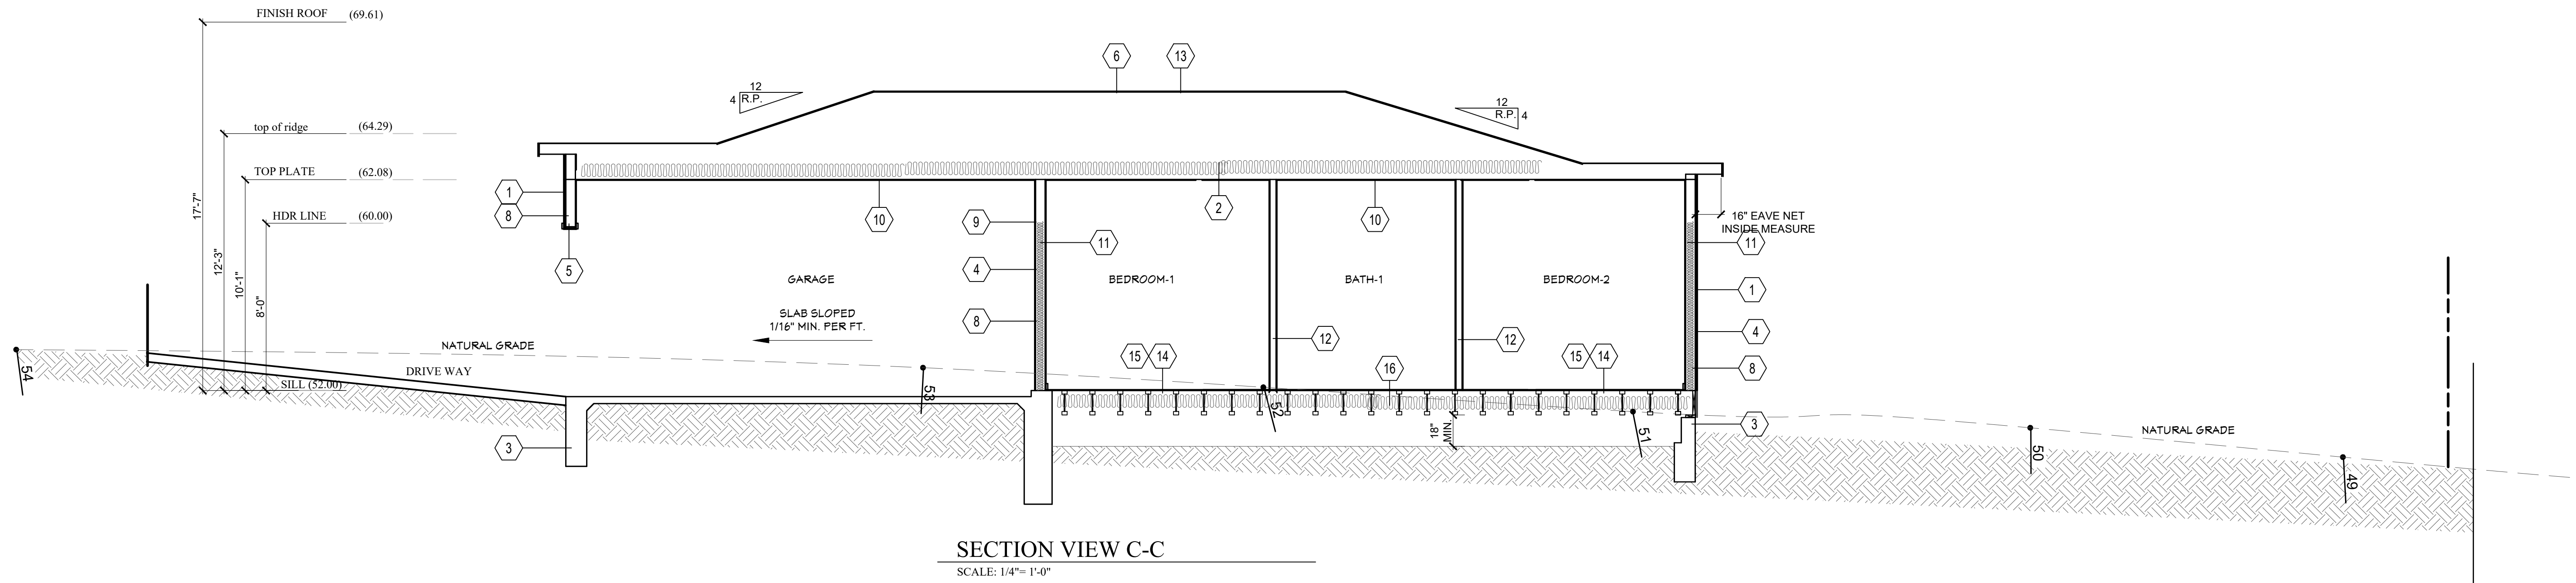 FINISH ROOF (69.61)
6 13
12
4 R.P.
12
R.P. 4
top of ridge (64.29)
TOP PLATE (62.08)
1
8
10
9
2
10
HDR LINE (60.00)
16" EAVE NET
INSIDE MEASURE
17'-7"
12'-3"
10'-1"
8'-0"
11
11
5
4
GARAGE
BEDROOM-1
BATH-1
BEDROOM-2
1
SLAB SLOPED
1/16" MIN. PER FT.
8
12
12
4
NATURAL GRADE
15 14
16
15 14
8
54
DRIVE WAY
SILL (52.00)
53
52
51
18"
MIN.
3
3
NATURAL GRADE
50
49
SECTION VIEW C-C
SCALE: 1/4"= 1'-0"